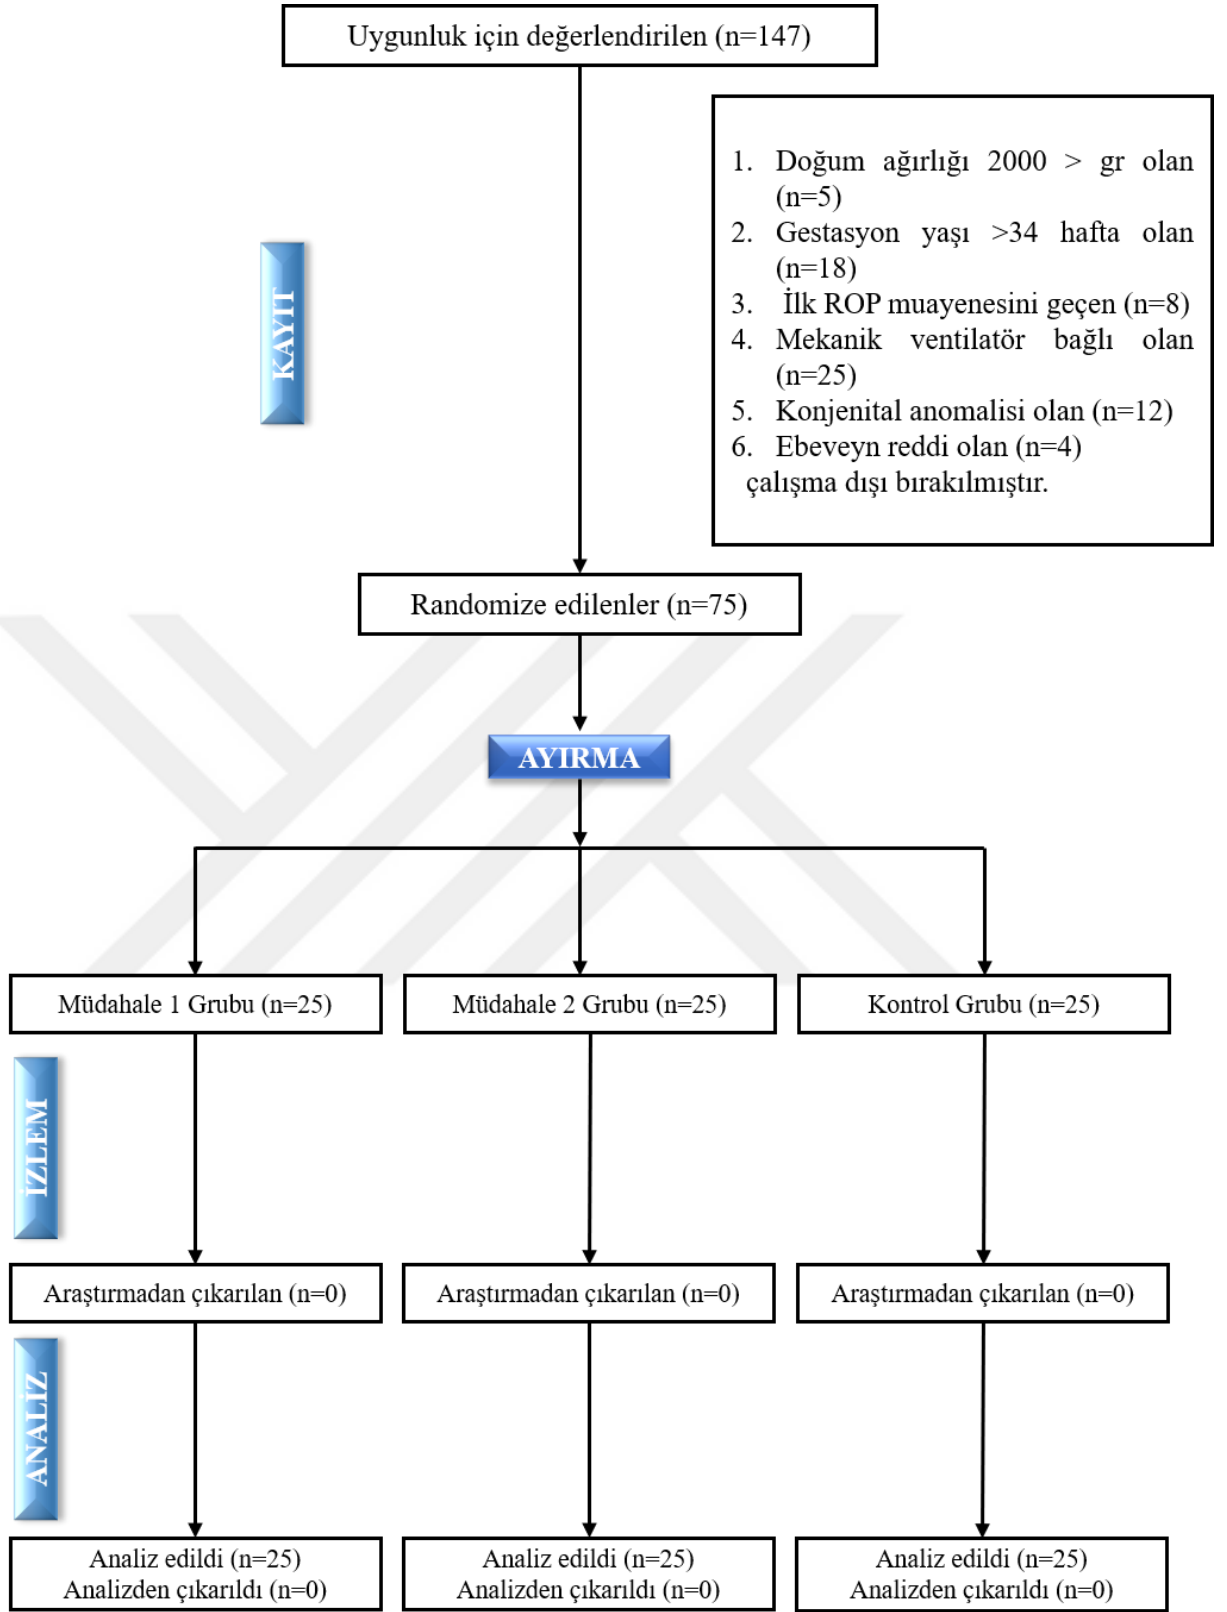 Uygunluk için değerlendirilen (n=147)
1. Doğum ağırlığı 2000 > gr olan
(n=5)
2. Gestasyon yaşı >34 hafta olan
(n=18)
3. İlk ROP muayenesini geçen (n=8)
4. Mekanik ventilatör bağlı olan
(n=25)
5. Konjenital anomalisi olan (n=12)
6. Ebeveyn reddi olan (n=4)
çalışma dışı bırakılmıştır.
KAYIT
Randomize edilenler (n=75)
AYIRMA
Müdahale 1 Grubu (n=25)
Müdahale 2 Grubu (n=25)
Kontrol Grubu (n=25)
İZLEM
Araştırmadan çıkarılan (n=0)
Araştırmadan çıkarılan (n=0)
Araştırmadan çıkarılan (n=0)
ANALİZ
Analiz edildi (n=25)
Analizden çıkarıldı (n=0)
Analiz edildi (n=25)
Analizden çıkarıldı (n=0)
Analiz edildi (n=25)
Analizden çıkarıldı (n=0)